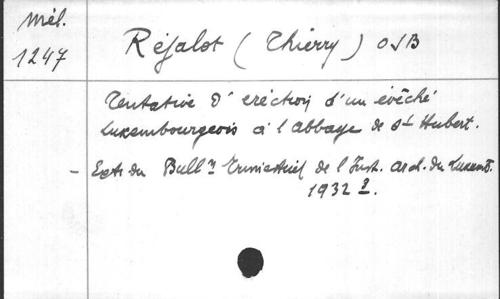 Mél.
1247
Réjalot (Thierry) OSB
Tentative d'érection d'un évêché
luxembourgeois à l'abbaye de St Hubert.
- Extr. du Bull. Trimestriel de l'Inst. Arch. du Luxemb.
1932